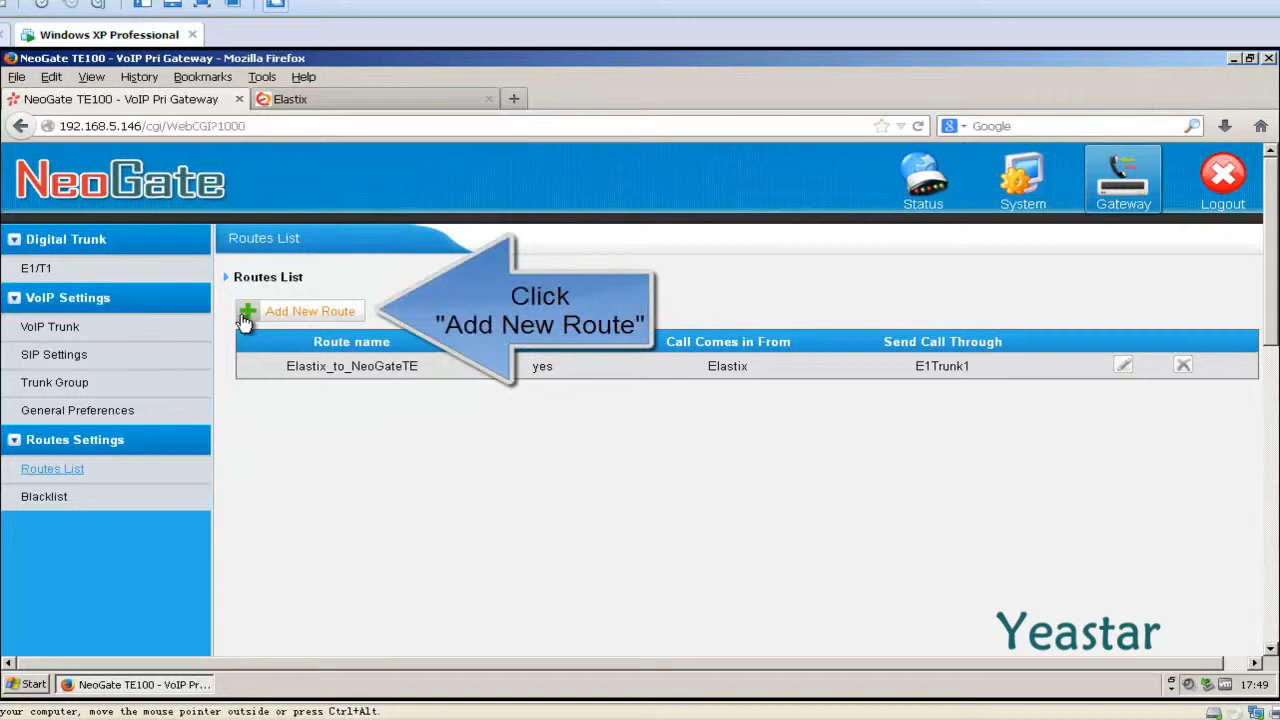 Windows XP Professional
NeoGate TE100 - VoIP Pri Gateway - Mozilla Firefox
File Edit View History Bookmarks Tools Help
NeoGate TE100 - VoIP Pri Gateway
Elastix
192.168.5.146/cgi/WebCGI?1000
Google
NeoGate
Status
System
Gateway
Logout
Digital Trunk
E1/T1
VoIP Settings
VoIP Trunk
SIP Settings
Trunk Group
General Preferences
Routes Settings
Routes List
Blacklist
Routes List
Routes List
Add New Route
Click
"Add New Route"
Route name Call Comes in From Send Call Through
Elastix_to_NeoGateTE yes Elastix E1Trunk1
Yeastar
Start
NeoGate TE100 - VoIP Pr...
17:49
your computer, move the mouse pointer outside or press Ctrl+Alt.